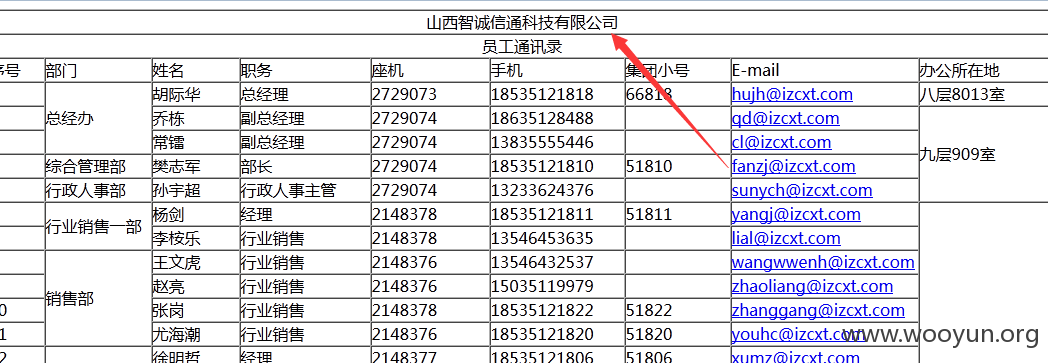 山西智诚信通科技有限公司
员工通讯录
序号 部门 姓名 职务 座机 手机 集团小号 E-mail 办公所在地
总经办 胡际华 总经理 2729073 18535121818 66818 hujh@izcxt.com 八层8013室
乔栋 副总经理 2729074 18635128488 qd@izcxt.com 九层909室
常镭 副总经理 2729074 13835555446 cl@izcxt.com
综合管理部 樊志军 部长 2729074 18535121810 51810 fanzj@izcxt.com
行政人事部 孙宇超 行政人事主管 2729074 13233624376 sunych@izcxt.com
行业销售一部 杨剑 经理 2148378 18535121811 51811 yangj@izcxt.com
李桉乐 行业销售 2148378 13546453635 lial@izcxt.com
销售部 王文虎 行业销售 2148376 13546432537 wangwwenh@izcxt.com
赵亮 行业销售 2148376 15035119979 zhaoliang@izcxt.com
0 张岗 行业销售 2148376 18535121822 51822 zhanggang@izcxt.com
1 尤海潮 行业销售 2148376 18535121820 51820 youhc@izcxt.com
2 徐明哲 经理 2148377 18535121806 51806 xumz@izcxt.com
www.wooyun.org